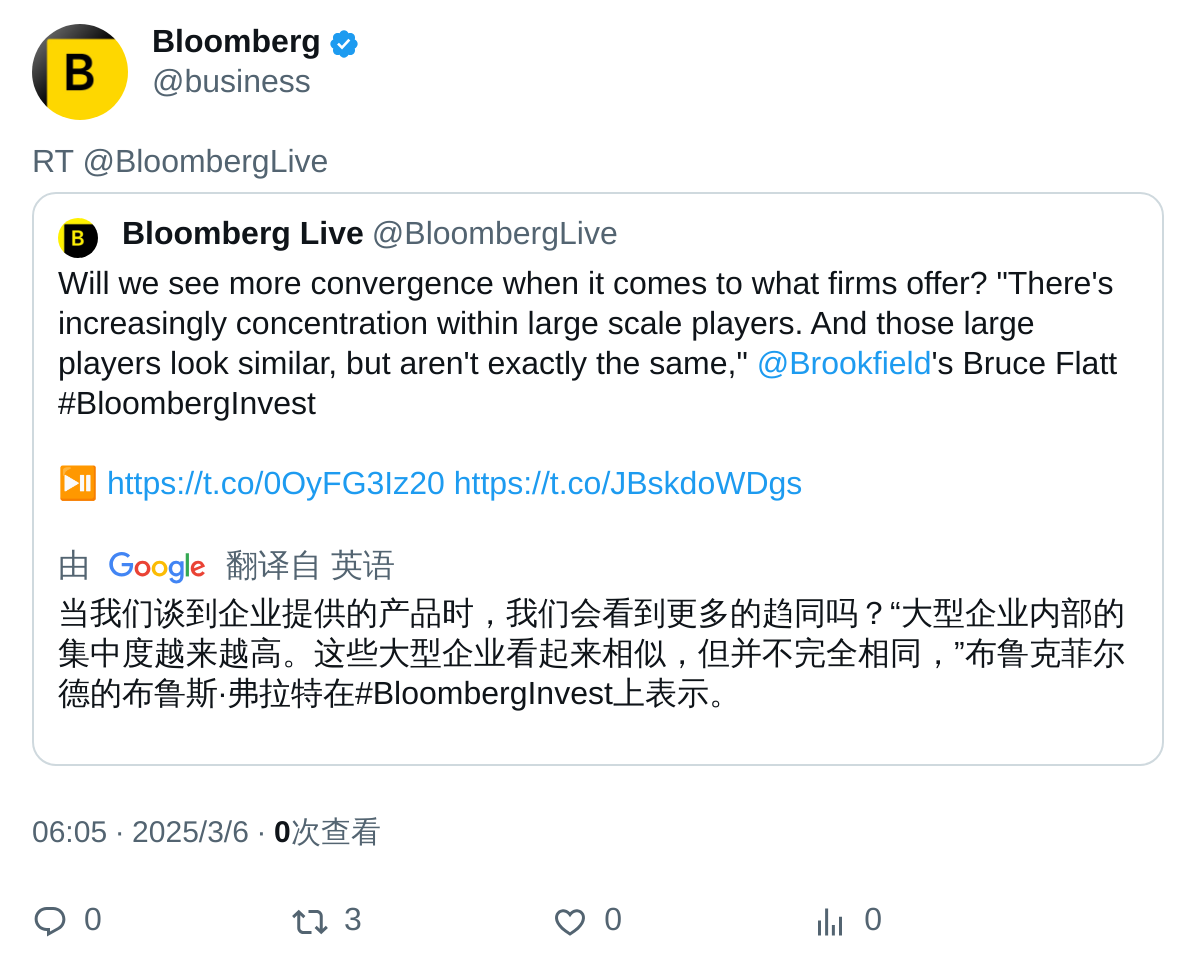 Bloomberg
@business
RT @BloombergLive
B
B
Bloomberg Live @BloombergLive
Will we see more convergence when it comes to what firms offer? "There's
increasingly concentration within large scale players. And those large
players look similar, but aren't exactly the same," @Brookfield's Bruce Flatt
#BloombergInvest
⏯️ https://t.co/0OyFG3Iz20 https://t.co/JBskdoWDgs
由 Google 翻译自 英语
当我们谈到企业提供的产品时，我们会看到更多的趋同吗？“大型企业内部的
集中度越来越高。这些大型企业看起来相似，但并不完全相同，”布鲁克菲尔
德的布鲁斯·弗拉特在#BloombergInvest上表示。
06:05 · 2025/3/6 · 0次查看
0 3 0 0